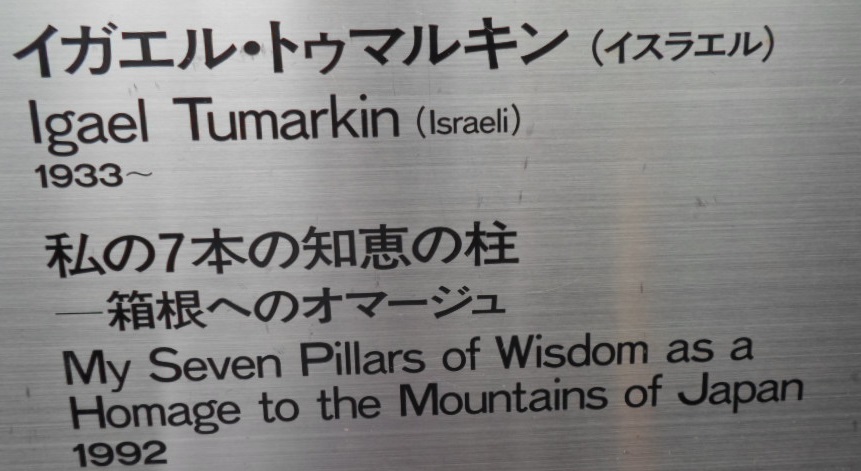 イガエル・トゥマルキン（イスラエル）
Igael Tumarkin (Israeli)
1933～
私の7本の知恵の柱
―箱根へのオマージュ
My Seven Pillars of Wisdom as a
Homage to the Mountains of Japan
1992